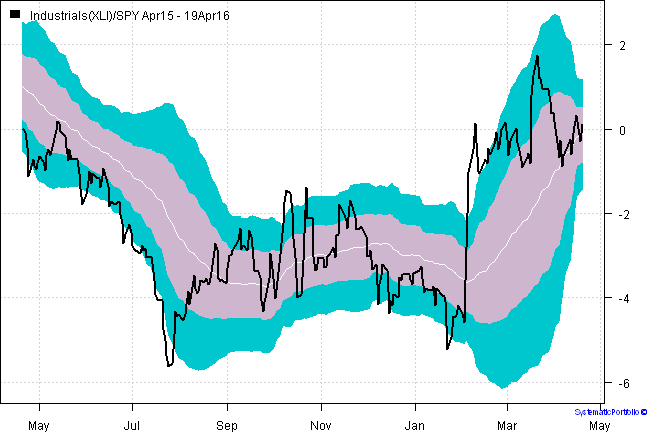 Industrials(XLI)/SPY Apr15 - 19Apr16
2
0
-2
-4
-6
SystematicPortfolio ©
May Jul Sep Nov Jan Mar May